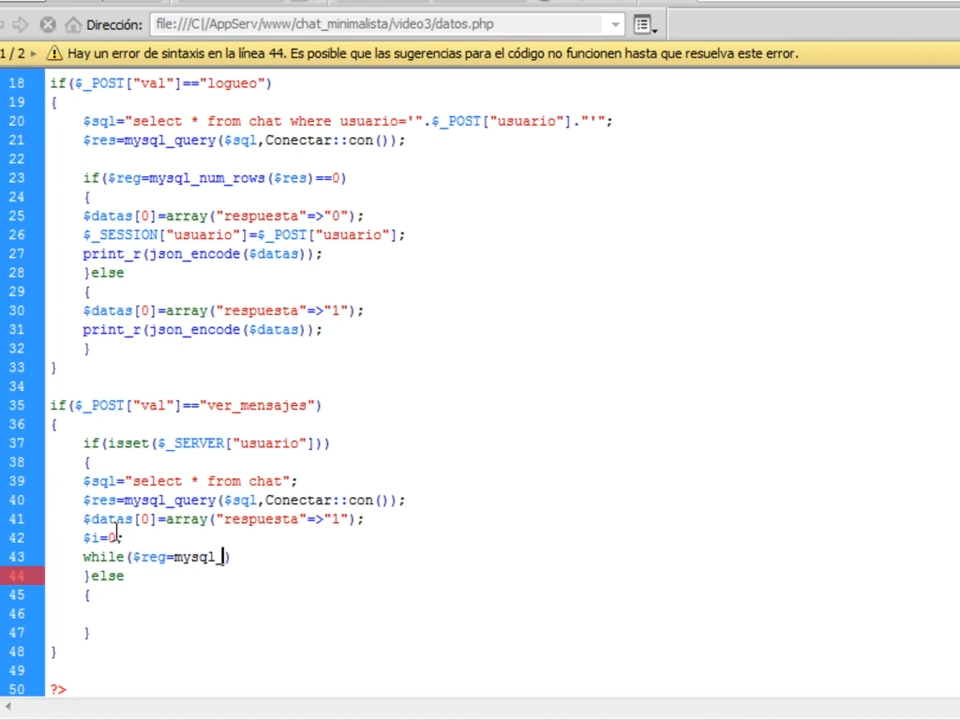 Dirección: file:///C|/AppServ/www/chat_minimalista/video3/datos.php
1 / 2 Hay un error de sintaxis en la línea 44. Es posible que las sugerencias para el código no funcionen hasta que resuelva este error.
18 if($_POST["val"]=="logueo")
19 {
20 $sql="select * from chat where usuario='".$_POST["usuario"]."'";
21 $res=mysql_query($sql,Conectar::con());
22
23 if($reg=mysql_num_rows($res)==0)
24 {
25 $datas[0]=array("respuesta"=>"0");
26 $_SESSION["usuario"]=$_POST["usuario"];
27 print_r(json_encode($datas));
28 }else
29 {
30 $datas[0]=array("respuesta"=>"1");
31 print_r(json_encode($datas));
32 }
33 }
34
35 if($_POST["val"]=="ver_mensajes")
36 {
37 if(isset($_SERVER["usuario"]))
38 {
39 $sql="select * from chat";
40 $res=mysql_query($sql,Conectar::con());
41 $datas[0]=array("respuesta"=>"1");
42 $i=0;
43 while($reg=mysql_)
44 }else
45 {
46
47 }
48 }
49
50 ?>